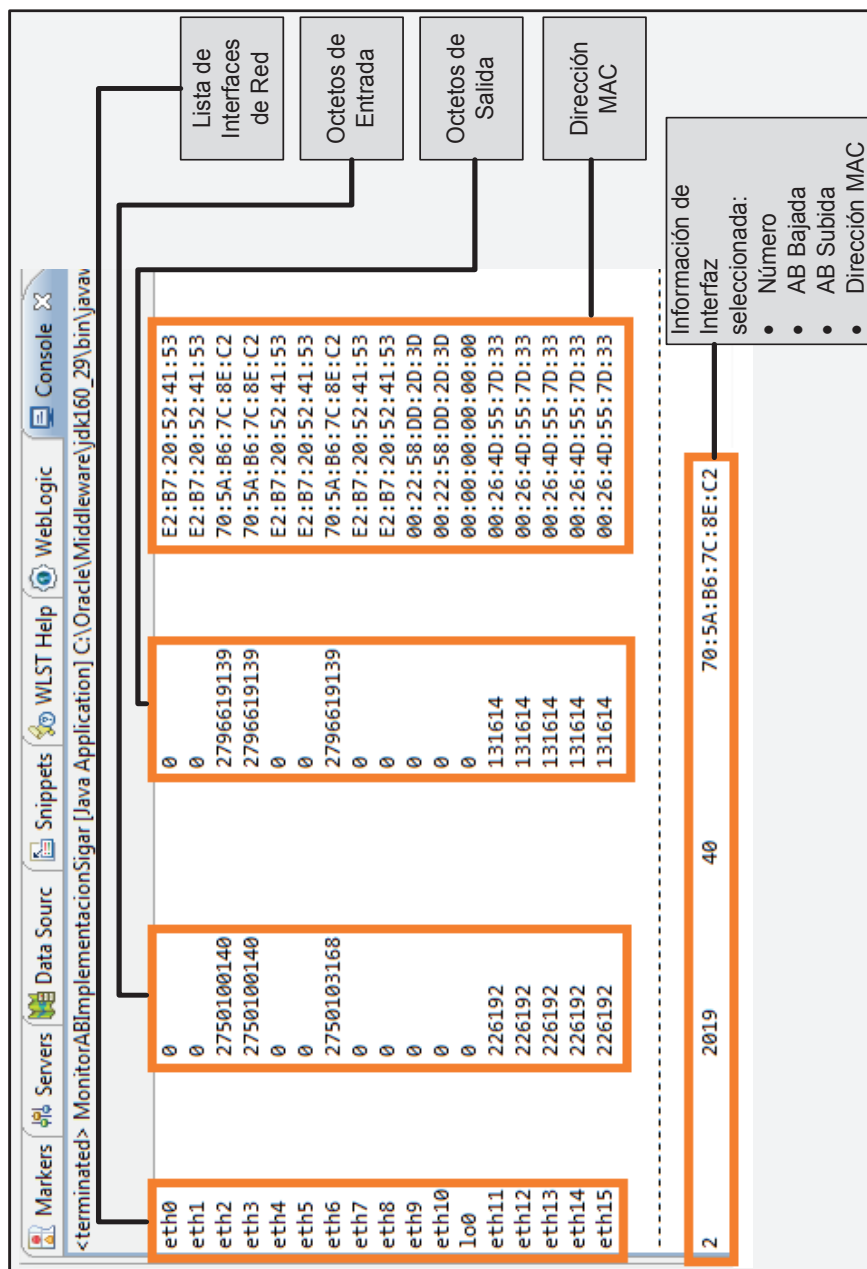 Markers Servers Data Sourc Snippets WLST Help WebLogic Console
<terminated> MonitorABImplementacionSigar [Java Application] C:\Oracle\Middleware\jdk160_29\bin\javaw
eth0 0 0 E2:B7:20:52:41:53
eth1 0 0 E2:B7:20:52:41:53
eth2 2750100140 2796619139 70:5A:B6:7C:8E:C2
eth3 2750100140 2796619139 70:5A:B6:7C:8E:C2
eth4 0 0 E2:B7:20:52:41:53
eth5 0 0 E2:B7:20:52:41:53
eth6 2750103168 2796619139 70:5A:B6:7C:8E:C2
eth7 0 0 E2:B7:20:52:41:53
eth8 0 0 E2:B7:20:52:41:53
eth9 0 0 00:22:58:DD:2D:3D
eth10 0 0 00:22:58:DD:2D:3D
lo0 0 0 00:00:00:00:00:00
eth11 226192 131614 00:26:4D:55:7D:33
eth12 226192 131614 00:26:4D:55:7D:33
eth13 226192 131614 00:26:4D:55:7D:33
eth14 226192 131614 00:26:4D:55:7D:33
eth15 226192 131614 00:26:4D:55:7D:33
2 2019 40 70:5A:B6:7C:8E:C2
Lista de
Interfaces
de Red
Octetos de
Entrada
Octetos de
Salida
Dirección
MAC
Información de
Interfaz
seleccionada:
• Número
• AB Bajada
• AB Subida
• Dirección MAC